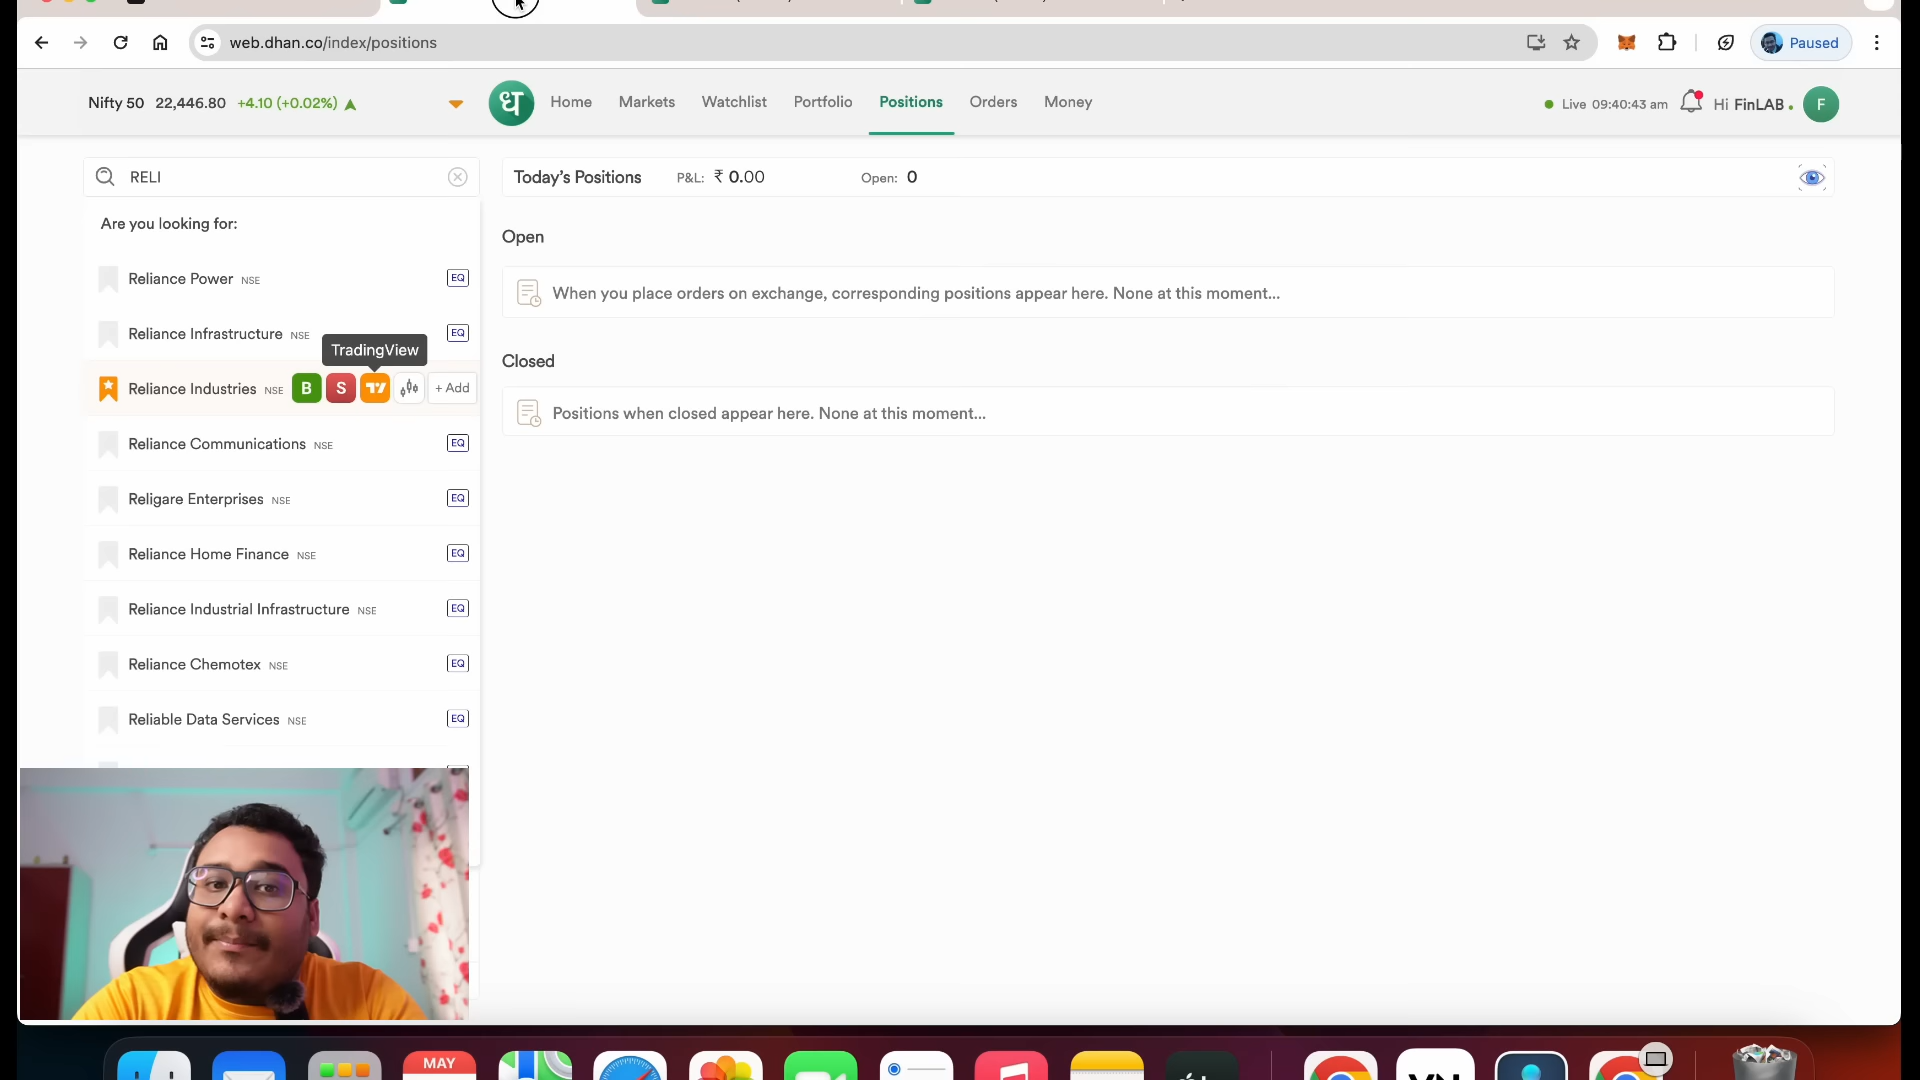 web.dhan.co/index/positions
Paused
Nifty 50 22,446.80 +4.10 (+0.02%)
ध
Home Markets Watchlist Portfolio Positions Orders Money
Live 09:40:43 am
Hi FinLAB
F
RELI
Today's Positions P&L: ₹ 0.00 Open: 0
Are you looking for:
Open
Reliance Power NSE EQ
When you place orders on exchange, corresponding positions appear here. None at this moment...
Reliance Infrastructure NSE EQ
TradingView
Closed
Reliance Industries NSE B S + Add
Positions when closed appear here. None at this moment...
Reliance Communications NSE EQ
Religare Enterprises NSE EQ
Reliance Home Finance NSE EQ
Reliance Industrial Infrastructure NSE EQ
Reliance Chemotex NSE EQ
Reliable Data Services NSE EQ
MAY